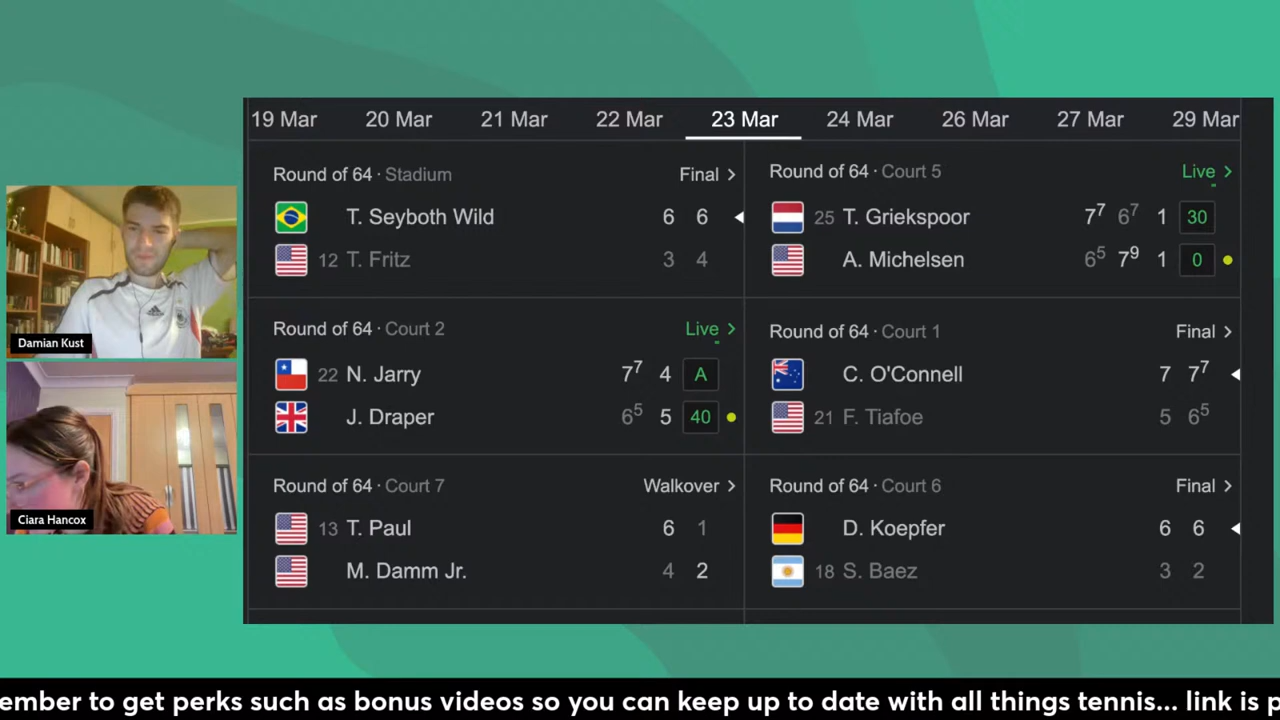 19 Mar 20 Mar 21 Mar 22 Mar 23 Mar 24 Mar 26 Mar 27 Mar 29 Mar
Round of 64 · Stadium Final
T. Seyboth Wild 6 6
12 T. Fritz 3 4
Round of 64 · Court 5 Live
25 T. Griekspoor 7⁷ 6⁷ 1 30
A. Michelsen 6⁵ 7⁹ 1 0
Round of 64 · Court 2 Live
22 N. Jarry 7⁷ 4 A
J. Draper 6⁵ 5 40
Round of 64 · Court 1 Final
C. O'Connell 7 7⁷
21 F. Tiafoe 5 6⁵
Round of 64 · Court 7 Walkover
13 T. Paul 6 1
M. Damm Jr. 4 2
Round of 64 · Court 6 Final
D. Koepfer 6 6
18 S. Baez 3 2
Damian Kust
Ciara Hancox
ember to get perks such as bonus videos so you can keep up to date with all things tennis... link is p